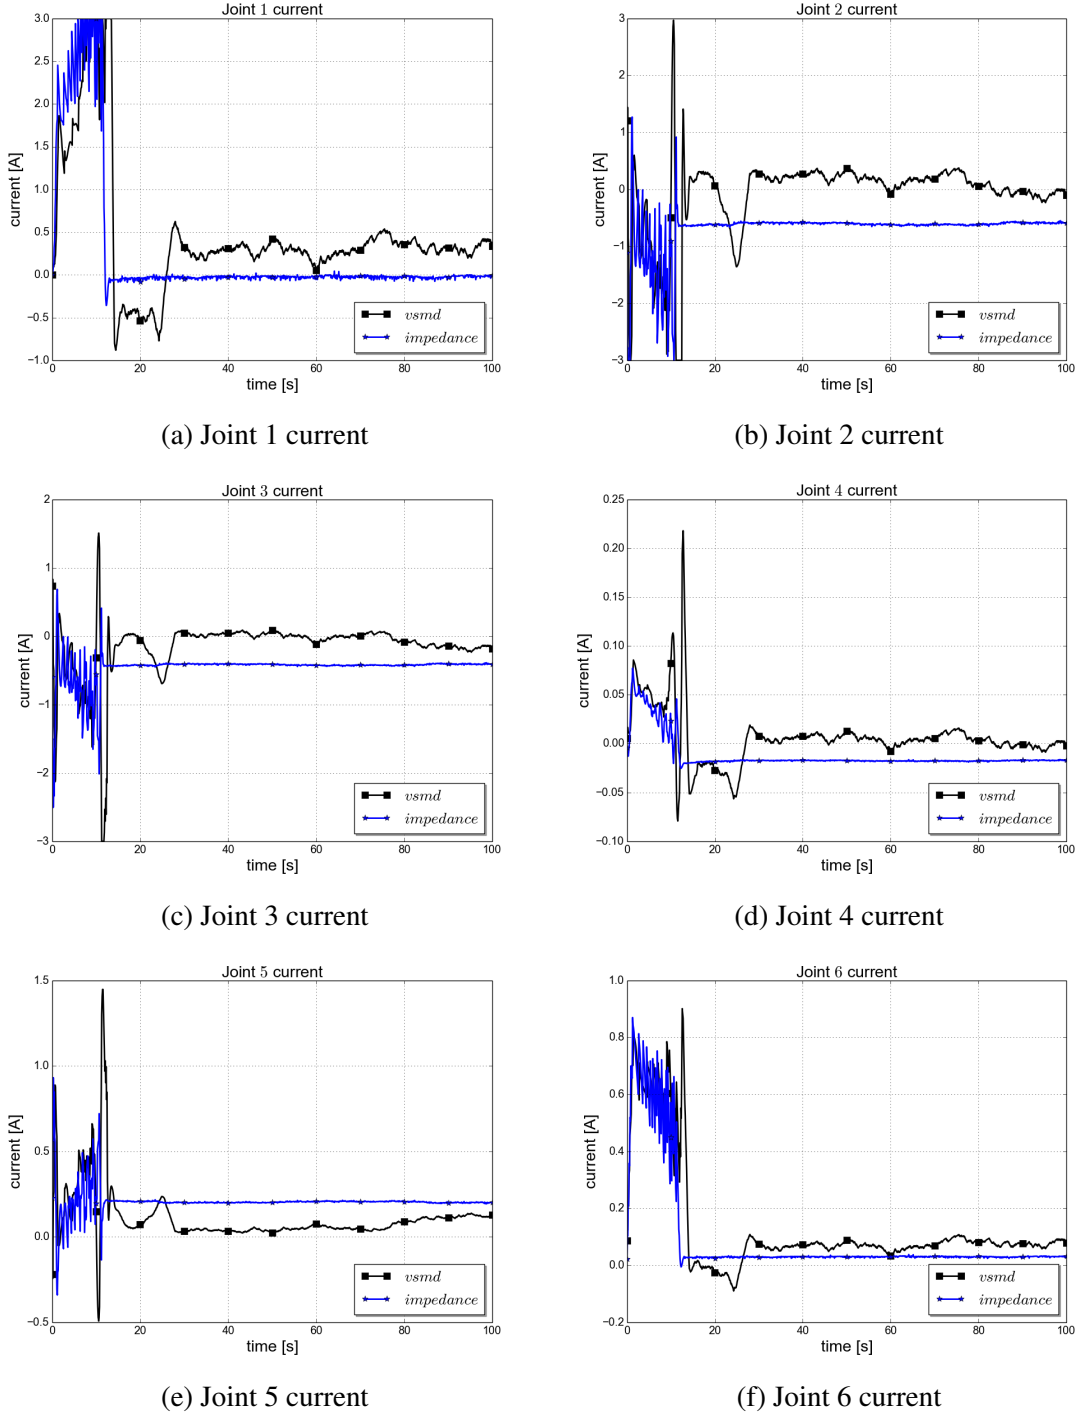 Joint 1 current
3.0
2.5
2.0
1.5
1.0
0.5
0.0
−0.5
−1.0
current [A]
0 20 40 60 80 100
time [s]
vsmd
impedance
(a) Joint 1 current
Joint 2 current
3
2
1
0
−1
−2
−3
current [A]
0 20 40 60 80 100
time [s]
vsmd
impedance
(b) Joint 2 current
Joint 3 current
2
1
0
−1
−2
−3
current [A]
0 20 40 60 80 100
time [s]
vsmd
impedance
(c) Joint 3 current
Joint 4 current
0.25
0.20
0.15
0.10
0.05
0.00
−0.05
−0.10
current [A]
0 20 40 60 80 100
time [s]
vsmd
impedance
(d) Joint 4 current
Joint 5 current
1.5
1.0
0.5
0.0
−0.5
current [A]
0 20 40 60 80 100
time [s]
vsmd
impedance
(e) Joint 5 current
Joint 6 current
1.0
0.8
0.6
0.4
0.2
0.0
−0.2
current [A]
0 20 40 60 80 100
time [s]
vsmd
impedance
(f) Joint 6 current